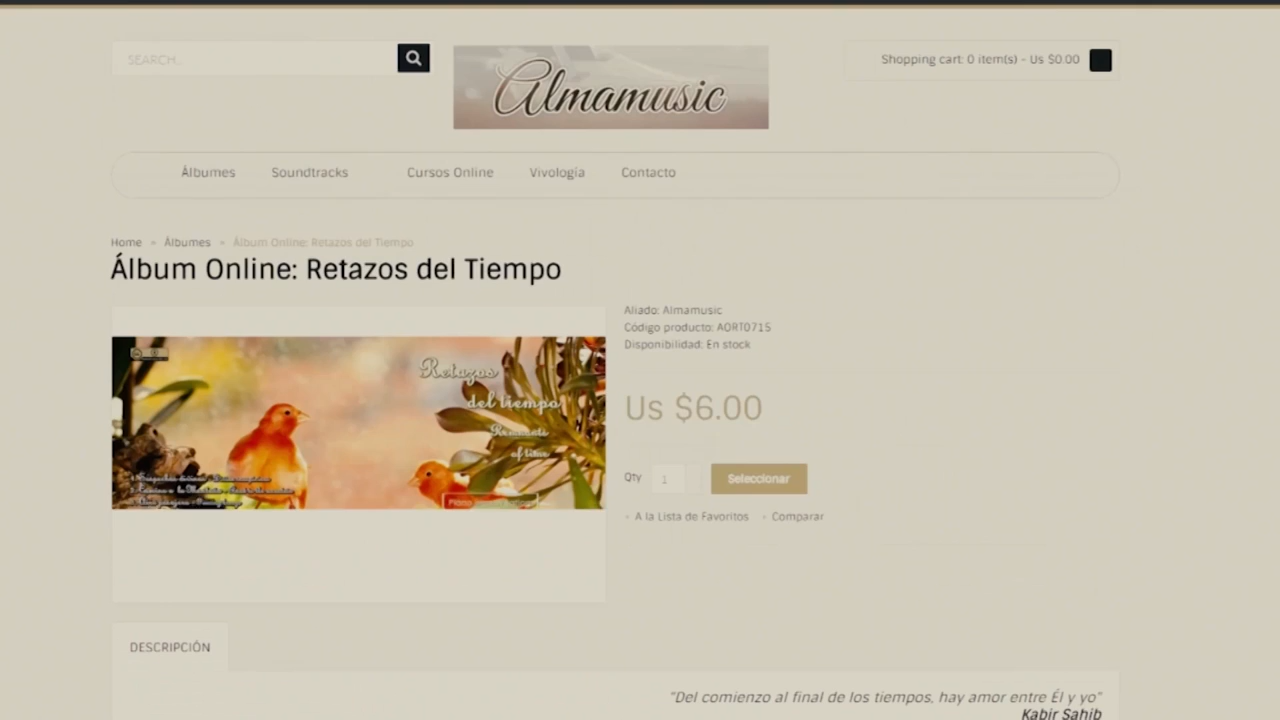 SEARCH...
Almamusic
Shopping cart: 0 item(s) - Us $0.00
Álbumes Soundtracks Cursos Online Vivología Contacto
Home » Álbumes » Álbum Online: Retazos del Tiempo
Álbum Online: Retazos del Tiempo
Aliado: Almamusic
Código producto: AORT0715
Disponibilidad: En stock
Retazos
del tiempo
Remnants
of time
Us $6.00
Qty 1 Seleccionar
A la Lista de Favoritos Comparar
DESCRIPCIÓN
"Del comienzo al final de los tiempos, hay amor entre Él y yo"
Kabir Sahib